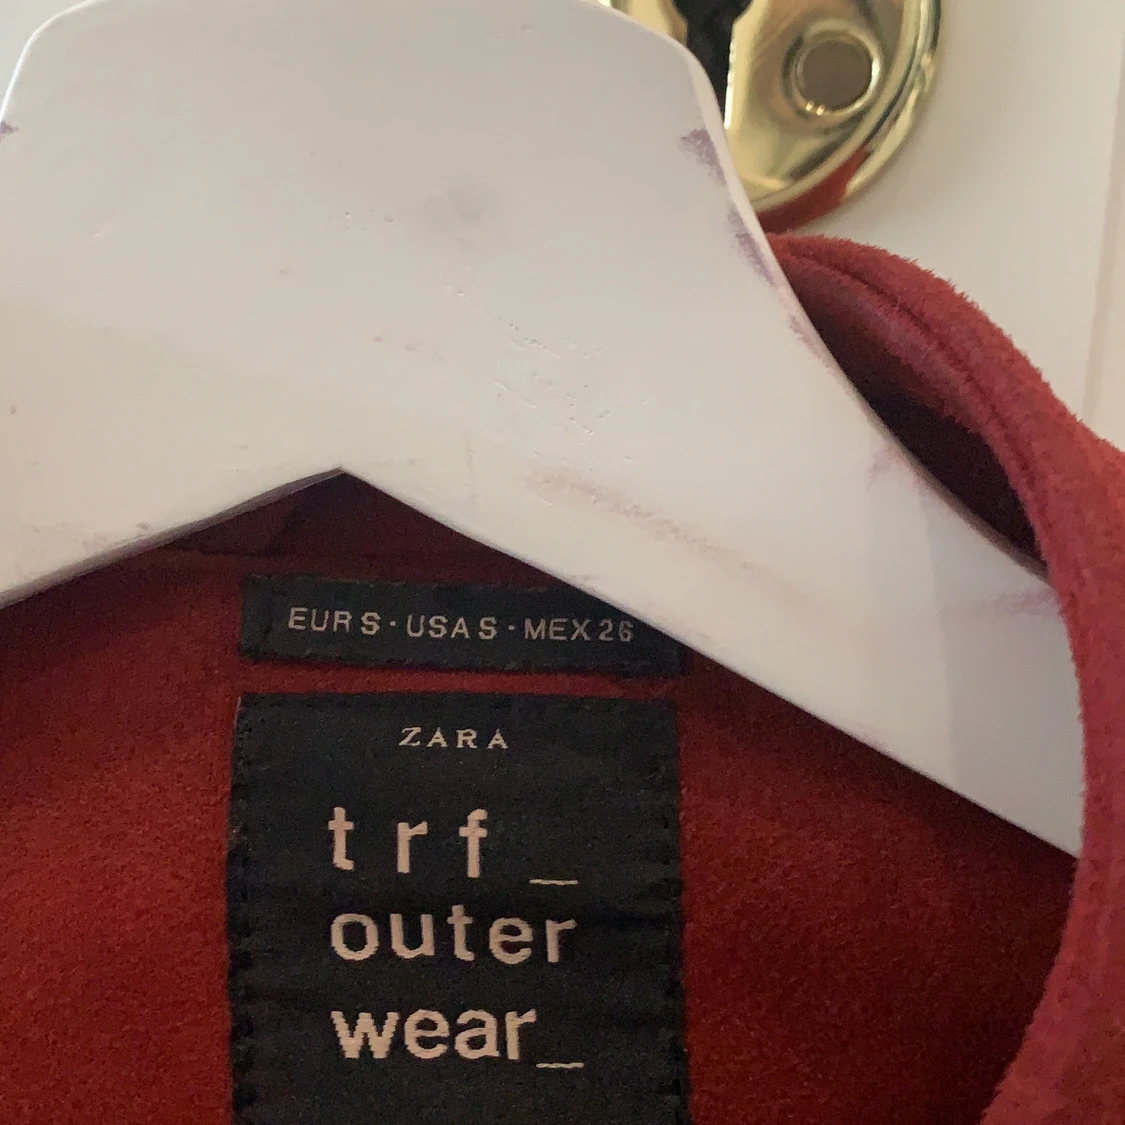 EUR S · USA S · MEX 26
ZARA
trf_
outer
wear_